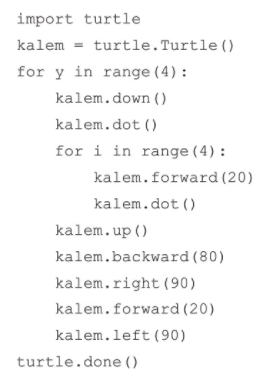 import turtle
kalem = turtle.Turtle()
for y in range(4):
    kalem.down()
    kalem.dot()
    for i in range(4):
        kalem.forward(20)
        kalem.dot()
    kalem.up()
    kalem.backward(80)
    kalem.right(90)
    kalem.forward(20)
    kalem.left(90)
turtle.done()